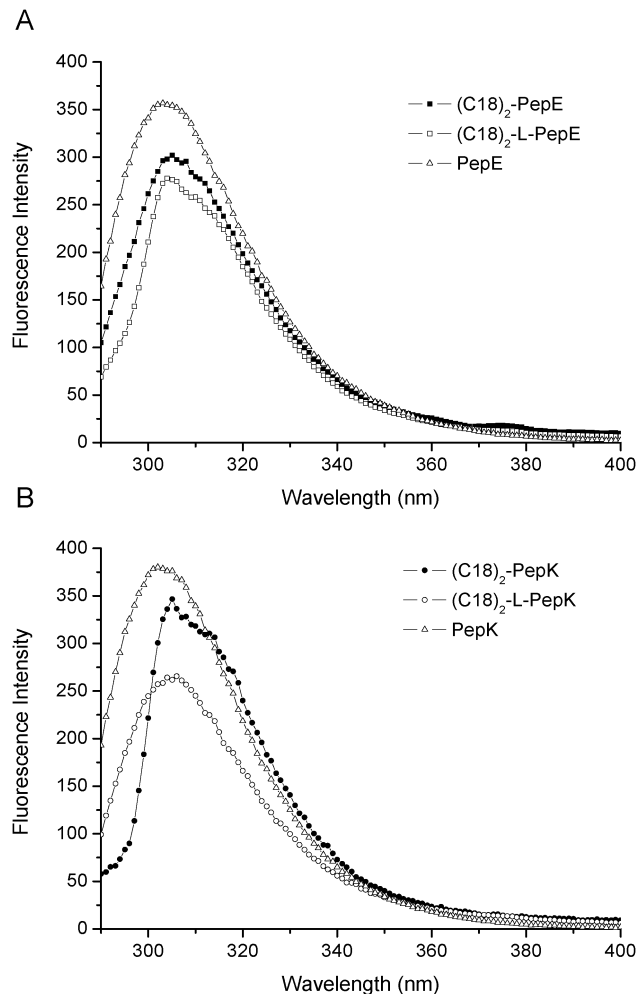 A
400
350
300
250
200
150
100
50
0
Fluorescence Intensity
(C18)₂-PepE
(C18)₂-L-PepE
PepE
300 320 340 360 380 400
Wavelength (nm)
B
400
350
300
250
200
150
100
50
0
Fluorescence Intensity
(C18)₂-PepK
(C18)₂-L-PepK
PepK
300 320 340 360 380 400
Wavelength (nm)